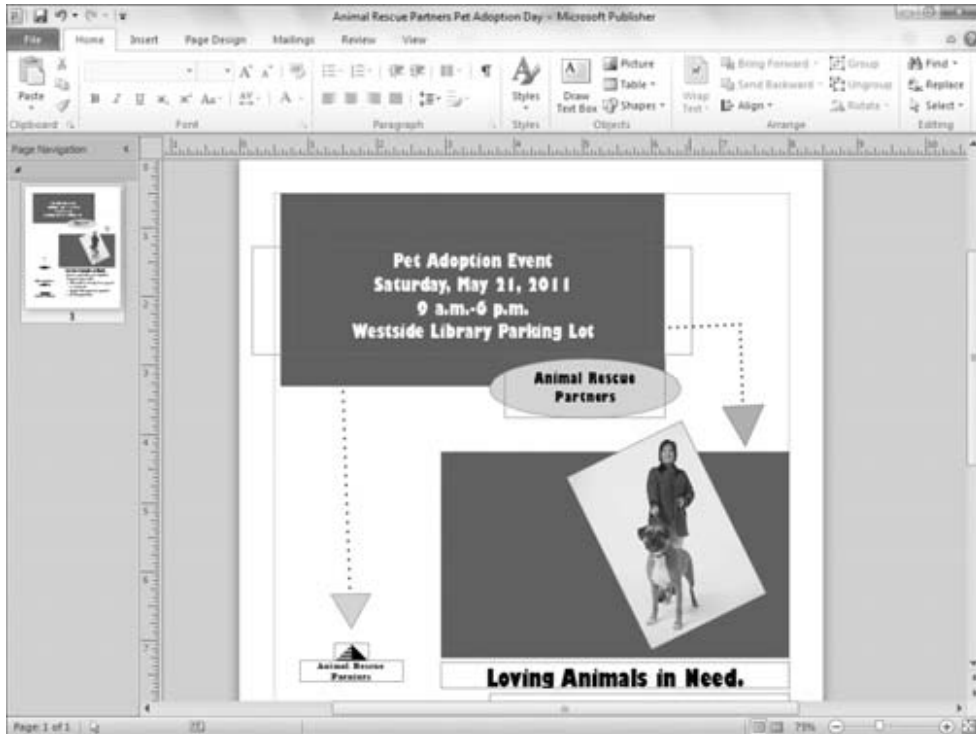 Animal Rescue Partners Pet Adoption Day - Microsoft Publisher
File Home Insert Page Design Mailings Review View
Paste
Clipboard
B I U
Font
Paragraph
Styles
Styles
Draw
Text Box
Picture
Table
Shapes
Objects
Wrap
Text
Bring Forward
Send Backward
Align
Group
Ungroup
Rotate
Arrange
Find
Replace
Select
Editing
Page Navigation
1
Pet Adoption Event
Saturday, May 21, 2011
9 a.m.-6 p.m.
Westside Library Parking Lot
Animal Rescue
Partners
Animal Rescue
Partners
Loving Animals in Need.
Page: 1 of 1
75%